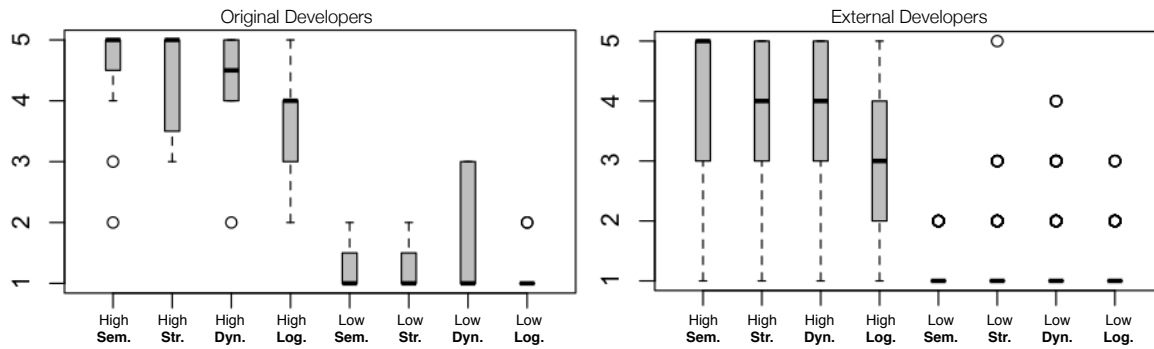 Original Developers
5
4
3
2
1
High High High High Low Low Low Low
Sem. Str. Dyn. Log. Sem. Str. Dyn. Log.
External Developers
5
4
3
2
1
High High High High Low Low Low Low
Sem. Str. Dyn. Log. Sem. Str. Dyn. Log.